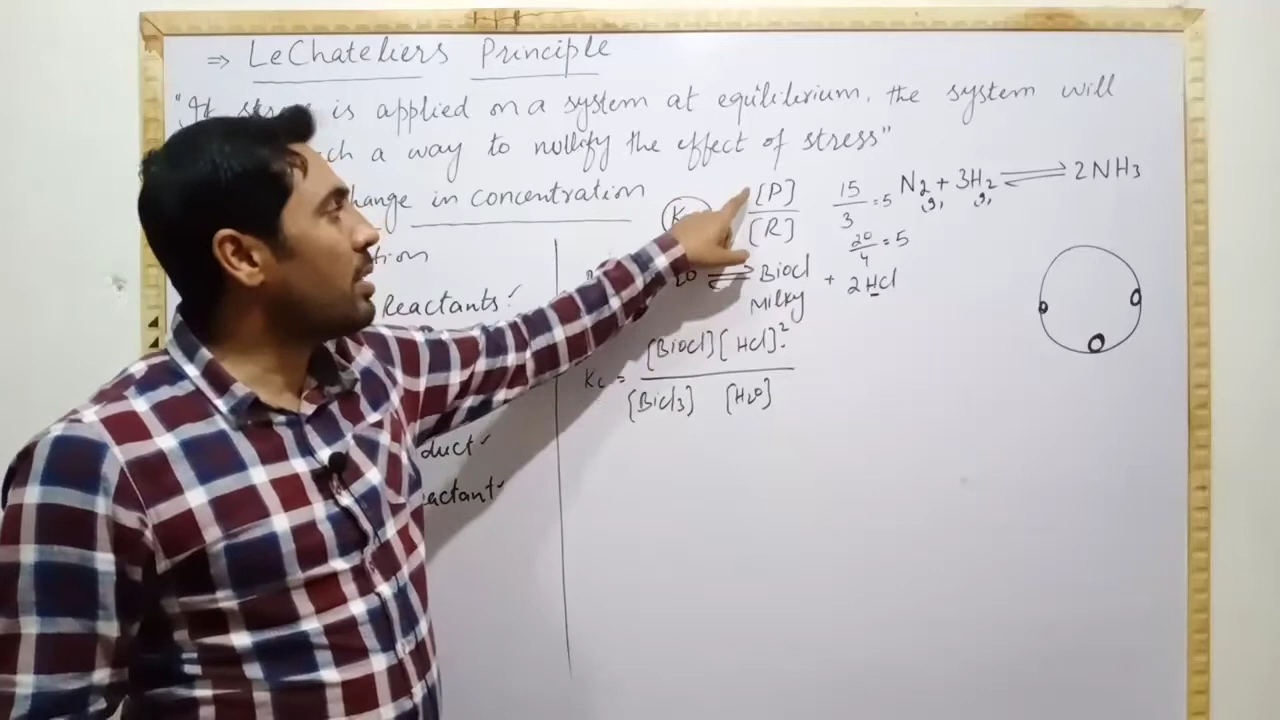 ⇒ LeChateliers Principle
"If stress is applied on a system at equilibrium, the system will
a way to nullify the effect of stress"
change in concentration
[P]
[R]
15
3
= 5
N2 + 3H2 ⇌ 2NH3
20
4
= 5
Reactants
⇌ BiOCl + 2HCl
Milky
Kc = [BiOCl][HCl]2
[BiCl3] [H2O]